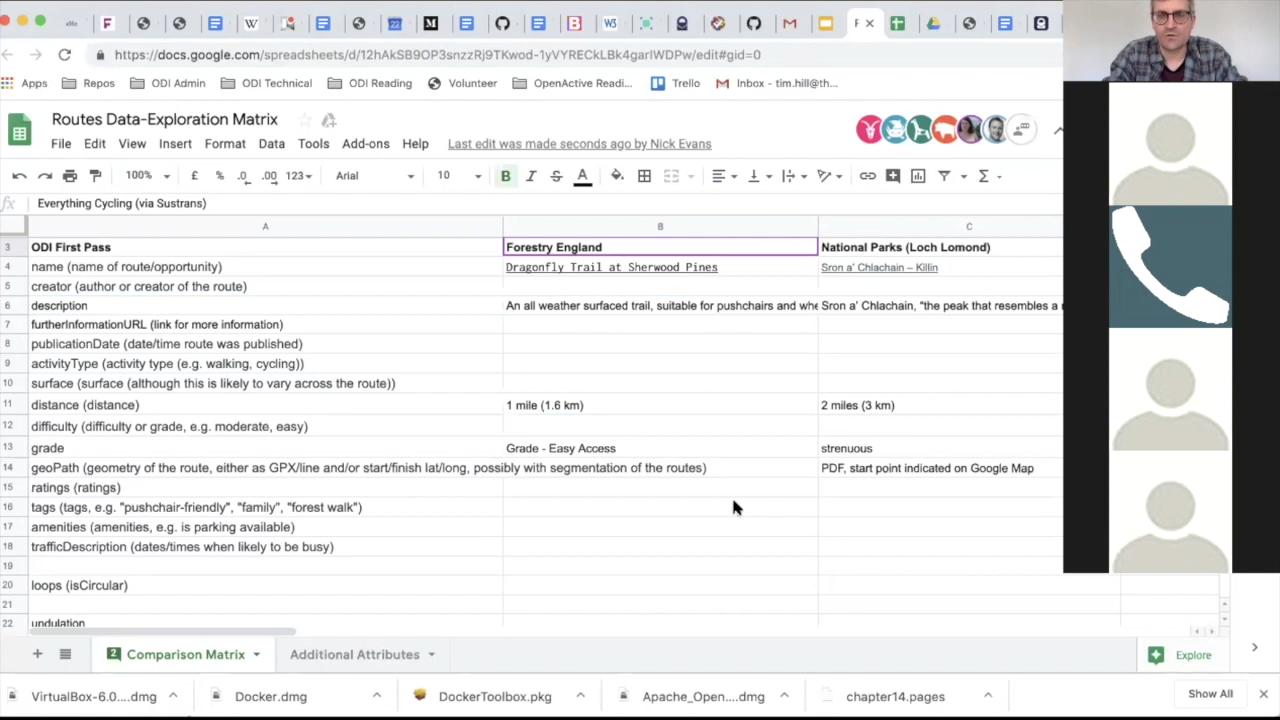 https://docs.google.com/spreadsheets/d/12hAkSB9OP3snzzRj9TKwod-1yVYRECkLBk4garIWDPw/edit#gid=0
Apps Repos ODI Admin ODI Technical ODI Reading Volunteer OpenActive Readi... Trello Inbox - tim.hill@th...
Routes Data-Exploration Matrix
File Edit View Insert Format Data Tools Add-ons Help Last edit was made seconds ago by Nick Evans
100% £ % .0 .00 123 Arial 10 B I S A Σ
fx Everything Cycling (via Sustrans)
A B C
3 ODI First Pass Forestry England National Parks (Loch Lomond)
4 name (name of route/opportunity) Dragonfly Trail at Sherwood Pines Sron a' Chlachain – Killin
5 creator (author or creator of the route)
6 description An all weather surfaced trail, suitable for pushchairs and whe Sron a' Chlachain, "the peak that resembles a
7 furtherInformationURL (link for more information)
8 publicationDate (date/time route was published)
9 activityType (activity type (e.g. walking, cycling))
10 surface (surface (although this is likely to vary across the route))
11 distance (distance) 1 mile (1.6 km) 2 miles (3 km)
12 difficulty (difficulty or grade, e.g. moderate, easy)
13 grade Grade - Easy Access strenuous
14 geoPath (geometry of the route, either as GPX/line and/or start/finish lat/long, possibly with segmentation of the routes) PDF, start point indicated on Google Map
15 ratings (ratings)
16 tags (tags, e.g. "pushchair-friendly", "family", "forest walk")
17 amenities (amenities, e.g. is parking available)
18 trafficDescription (dates/times when likely to be busy)
19
20 loops (isCircular)
21
22 undulation
2 Comparison Matrix Additional Attributes Explore
VirtualBox-6.0....dmg Docker.dmg DockerToolbox.pkg Apache_Open....dmg chapter14.pages Show All